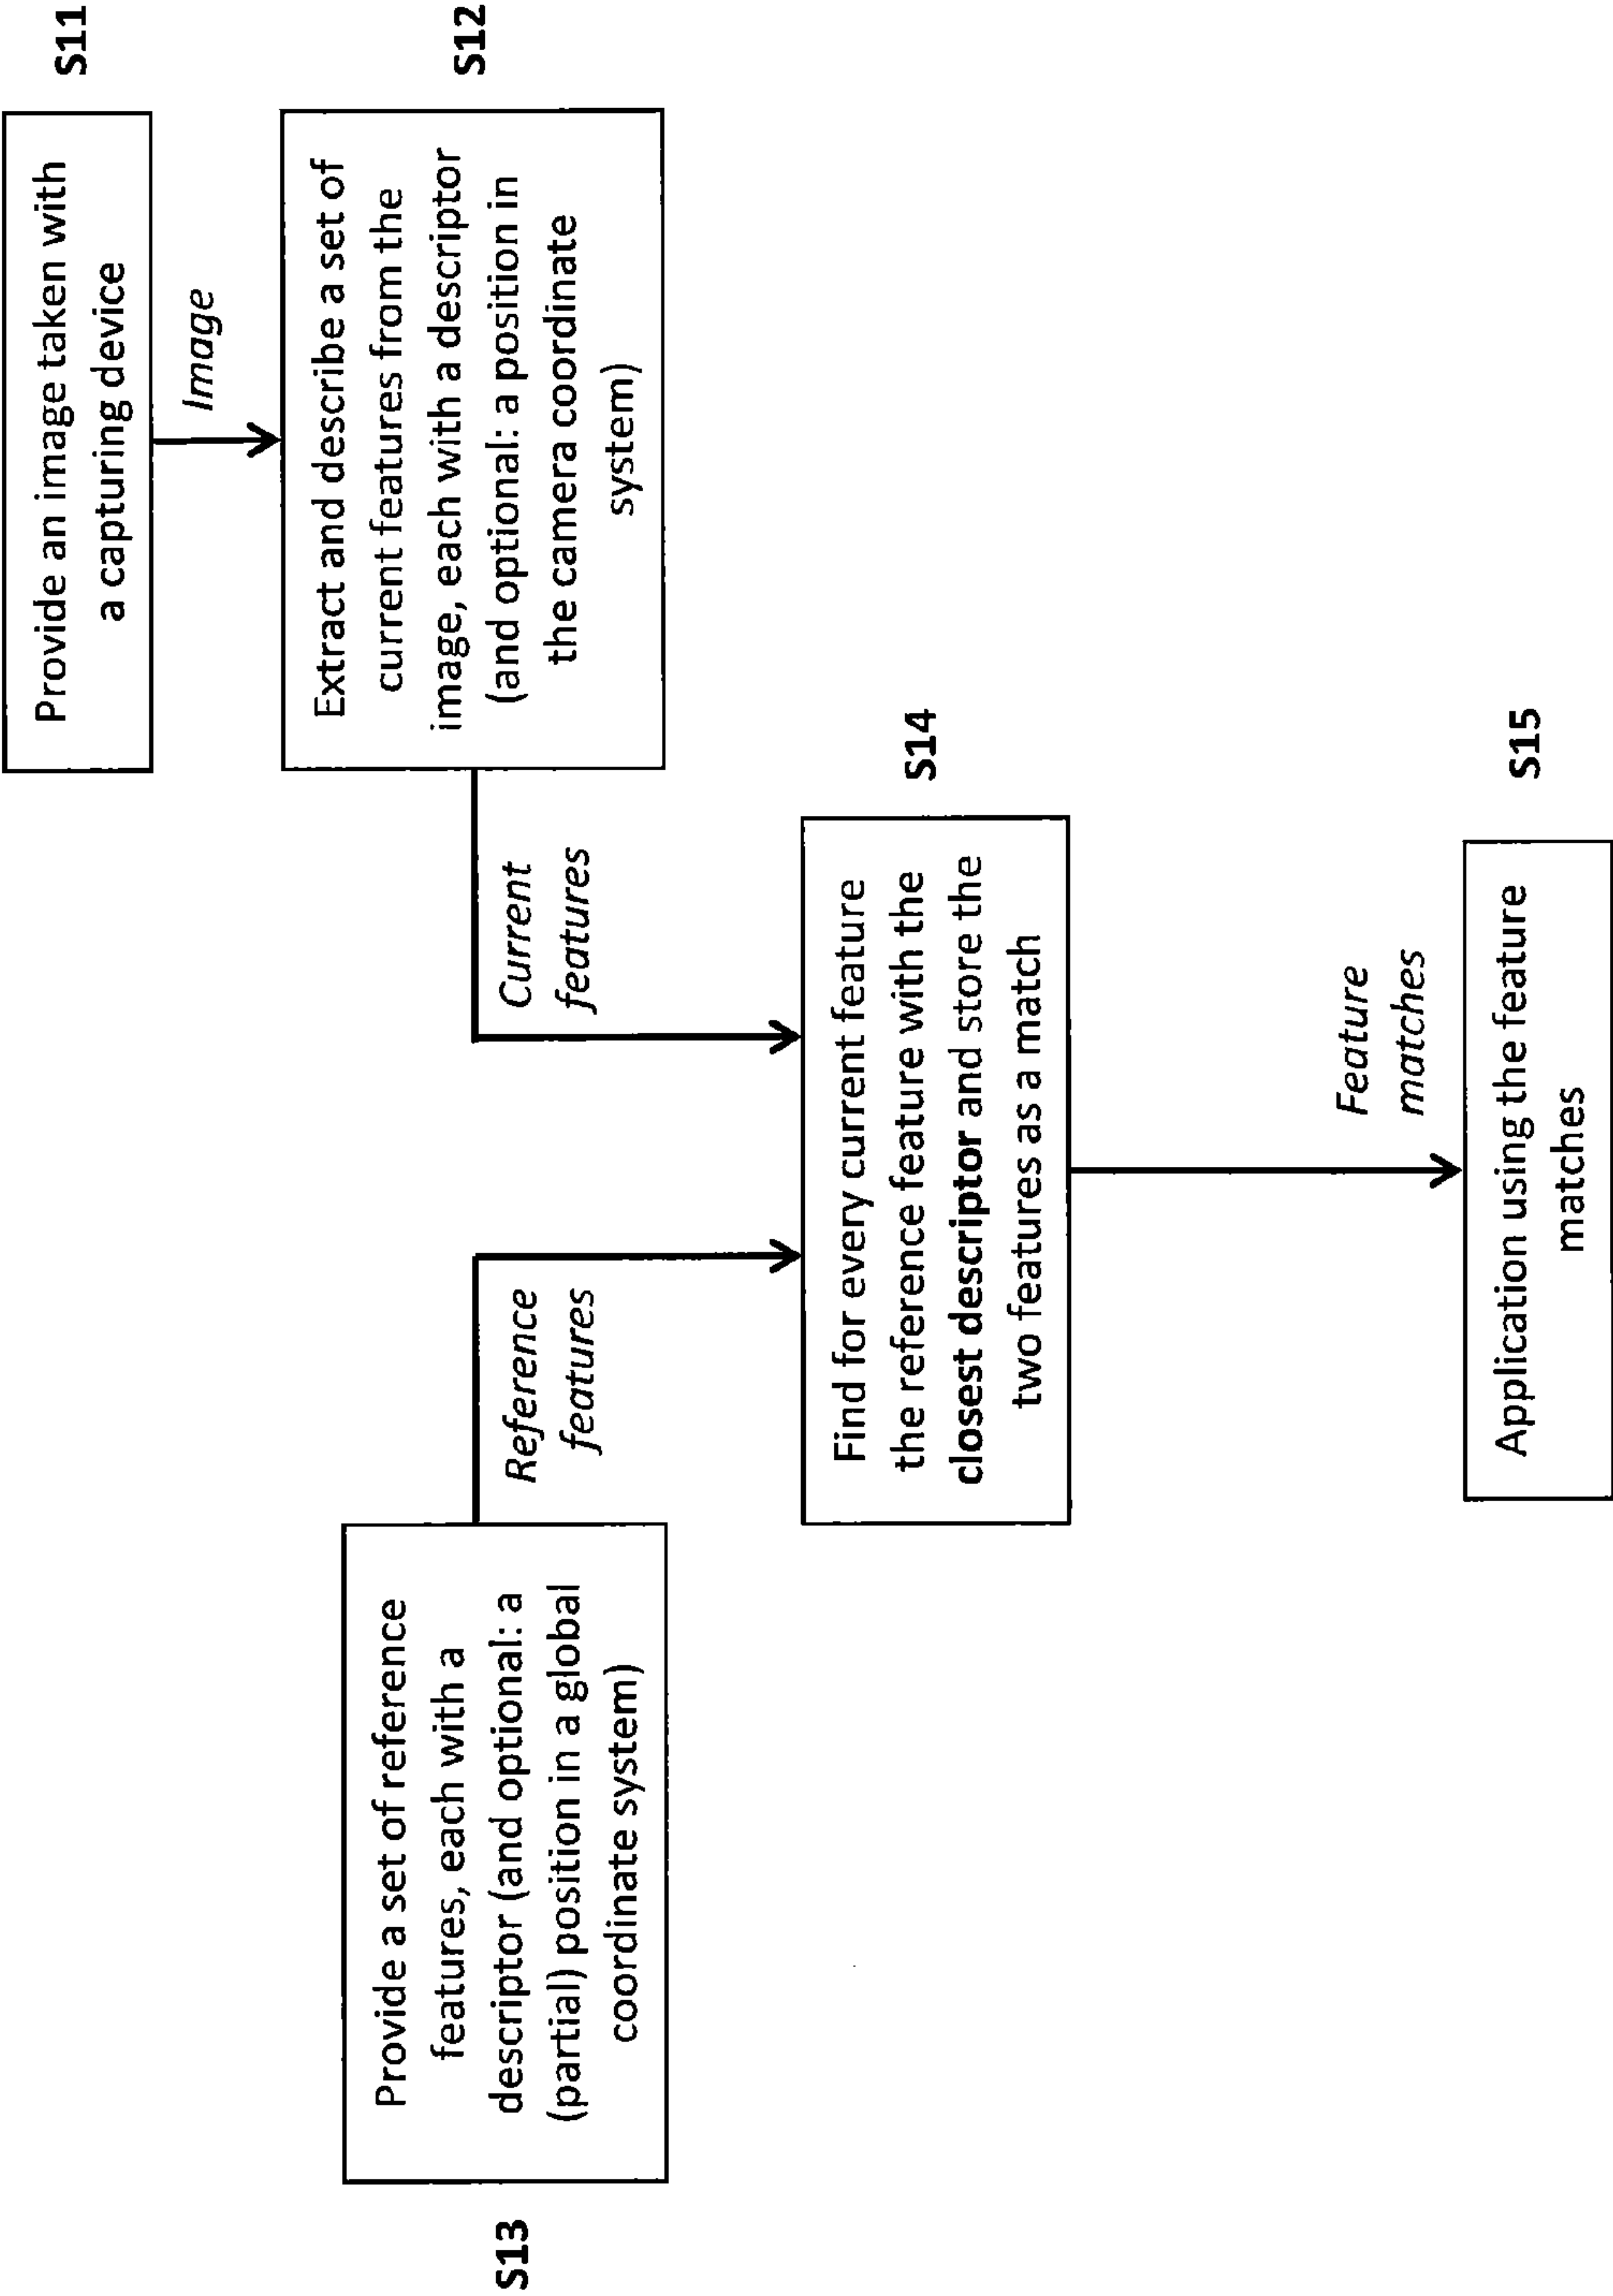 Provide an image taken with
a capturing device
S11
Image
Extract and describe a set of
current features from the
image, each with a descriptor
(and optional: a position in
the camera coordinate
system)
S12
S13
Provide a set of reference
features, each with a
descriptor (and optional: a
(partial) position in a global
coordinate system)
Reference
features
Current
features
Find for every current feature
the reference feature with the
closest descriptor and store the
two features as a match
S14
Feature
matches
Application using the feature
matches
S15